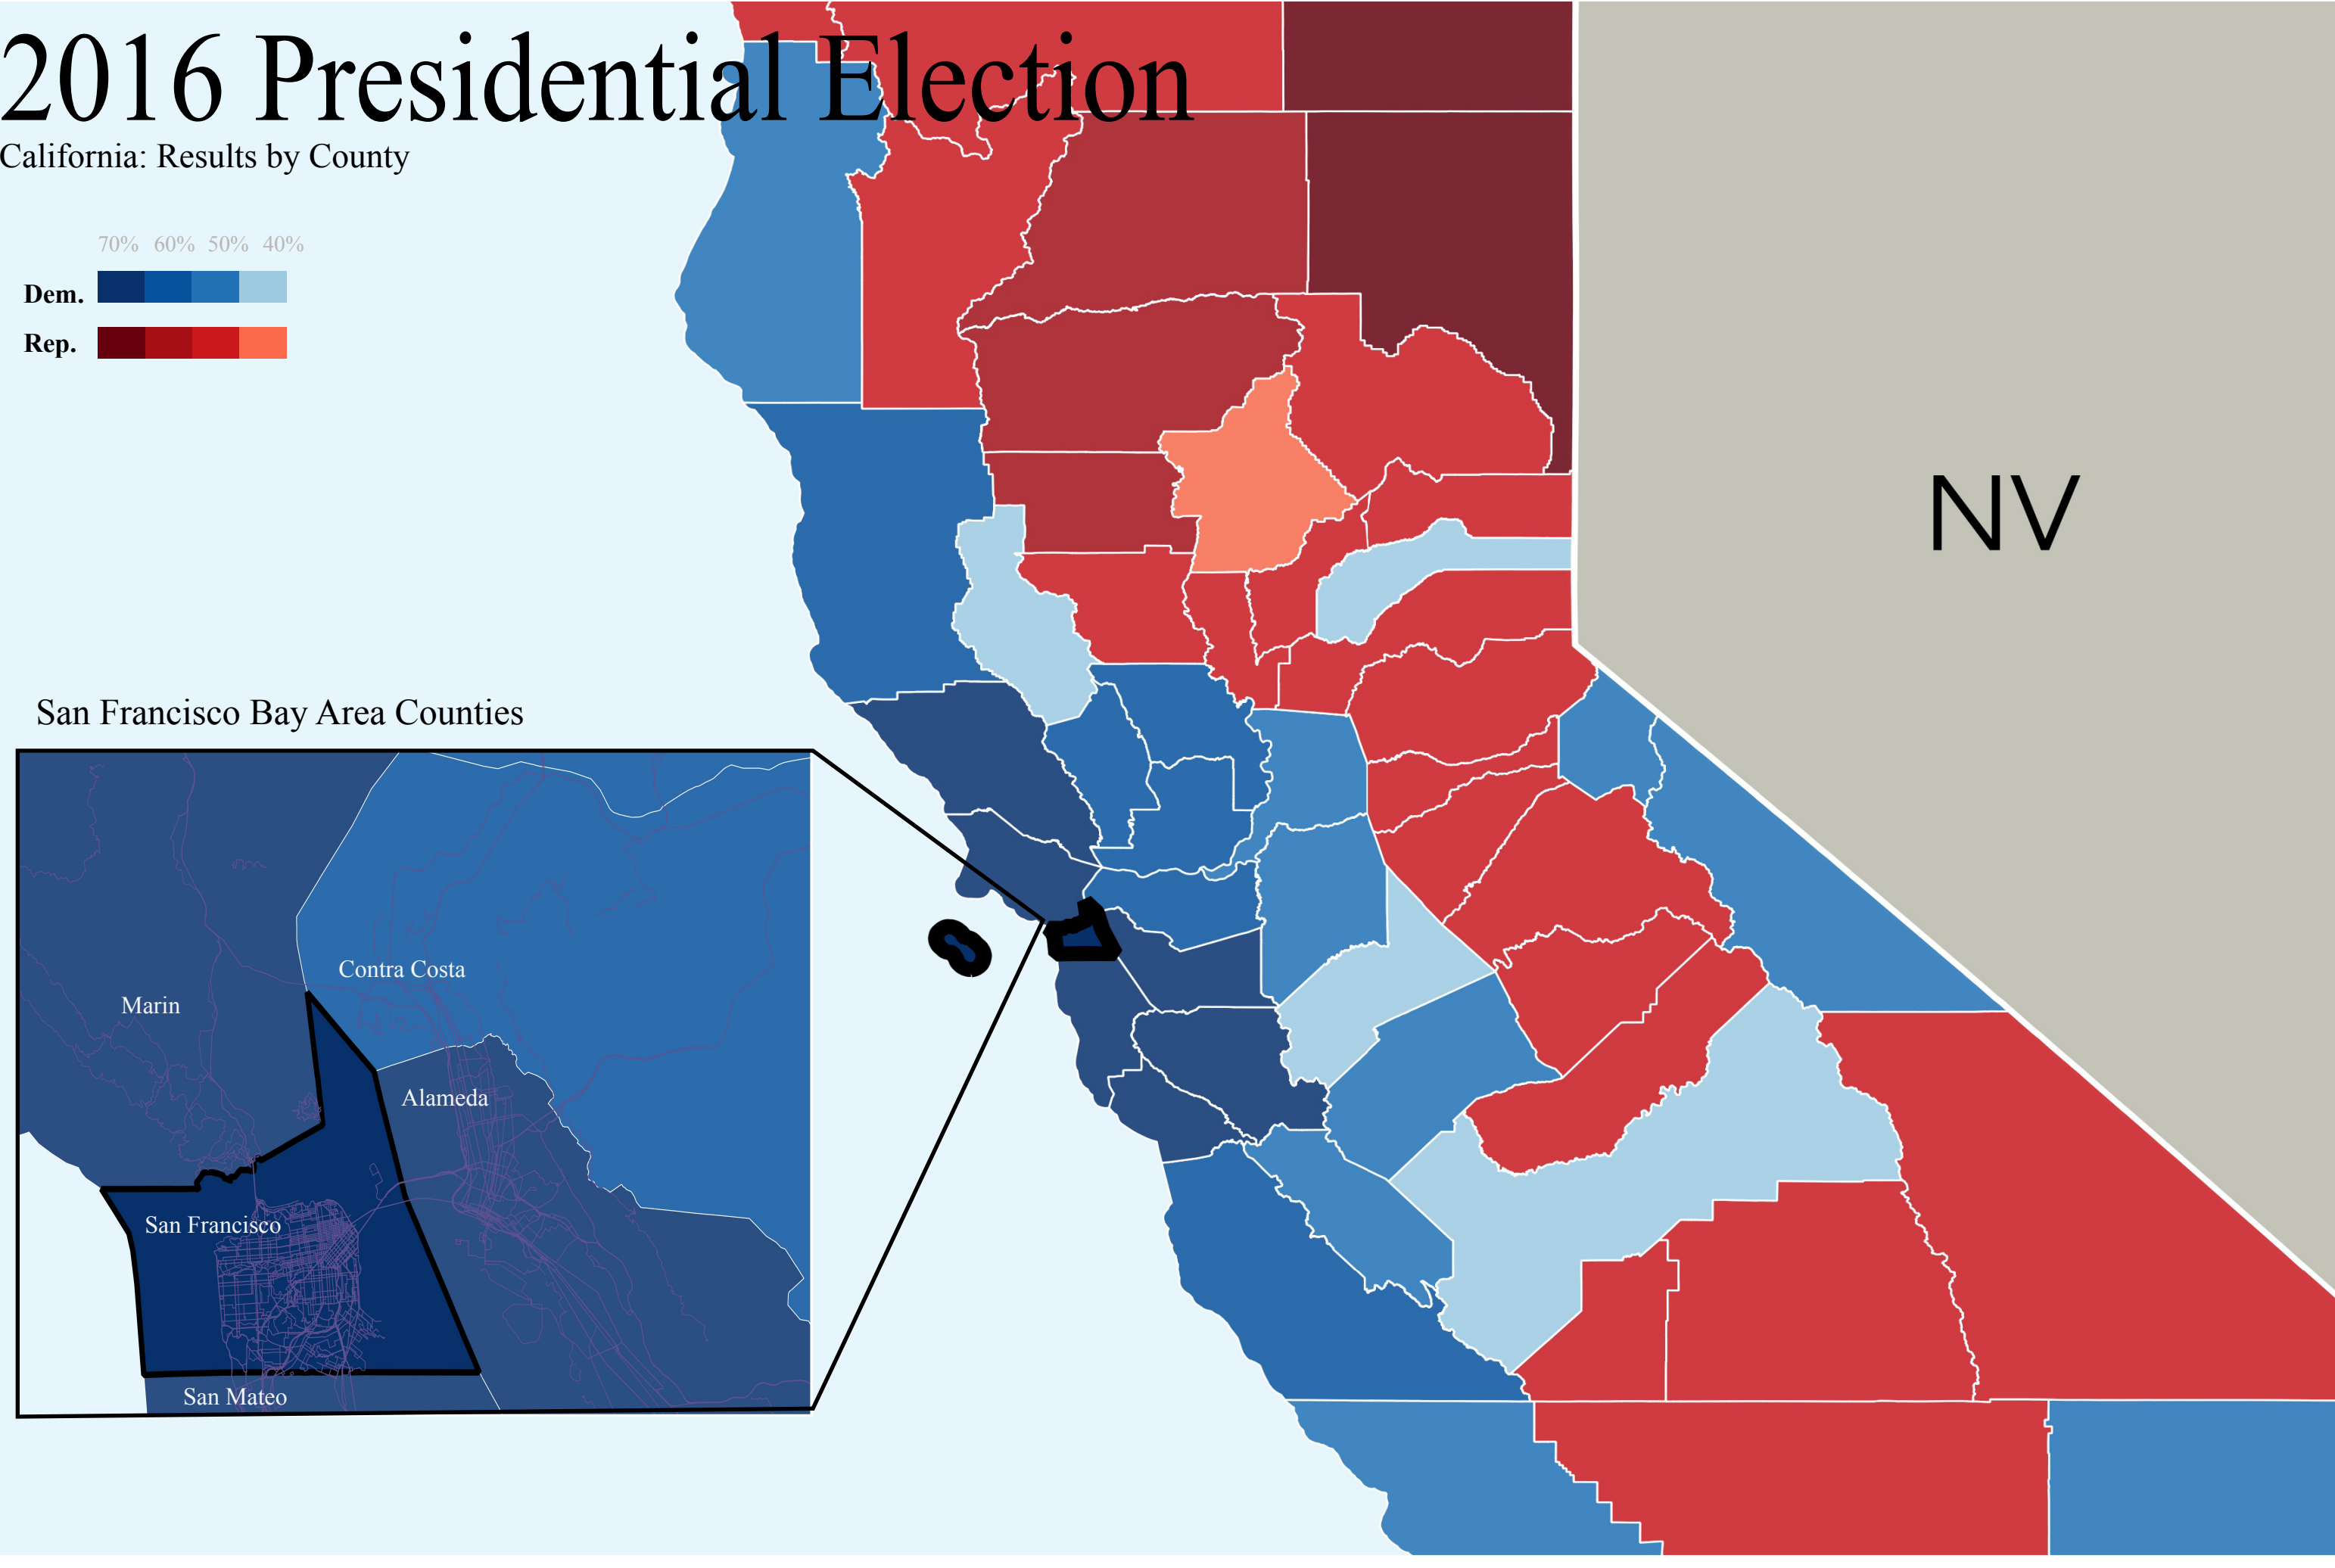 2016 Presidential Election
California: Results by County
70% 60% 50% 40%
Dem.
Rep.
NV
San Francisco Bay Area Counties
Contra Costa
Marin
Alameda
San Francisco
San Mateo